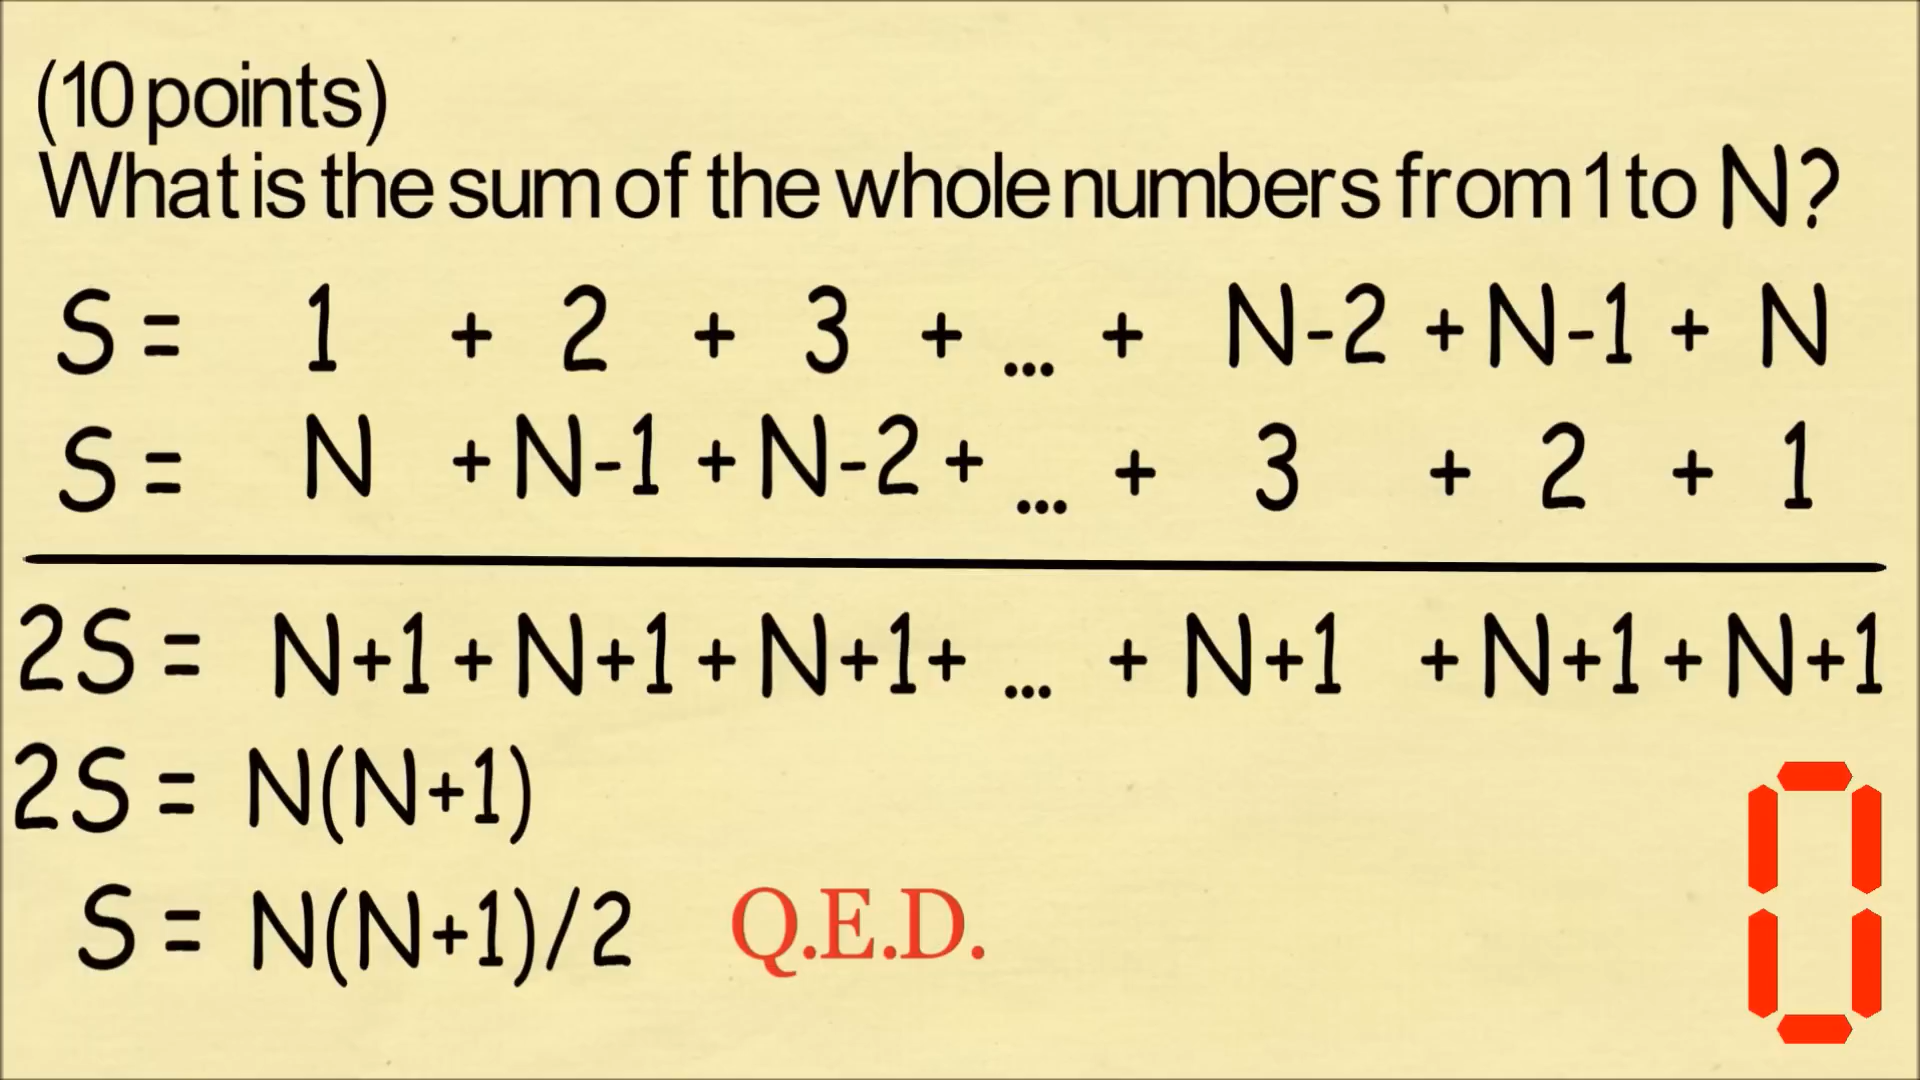 (10 points)
What is the sum of the whole numbers from 1 to N?
S = 1 + 2 + 3 + ... + N-2 + N-1 + N
S = N + N-1 + N-2 + ... + 3 + 2 + 1
2S = N+1 + N+1 + N+1+ ... + N+1 + N+1 + N+1
2S = N(N+1)
S = N(N+1)/2 Q.E.D.
0